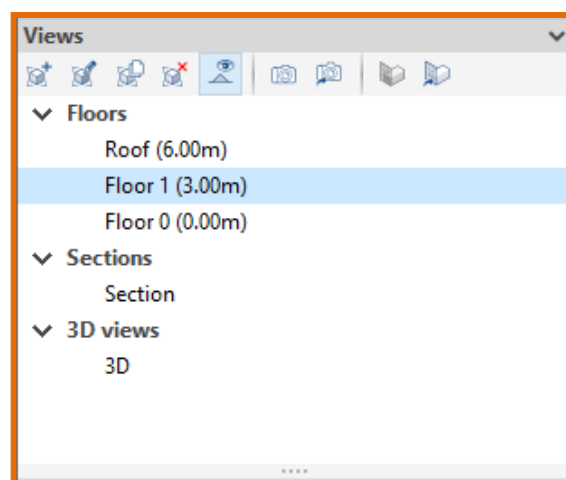 Views
Floors
Roof (6.00m)
Floor 1 (3.00m)
Floor 0 (0.00m)
Sections
Section
3D views
3D